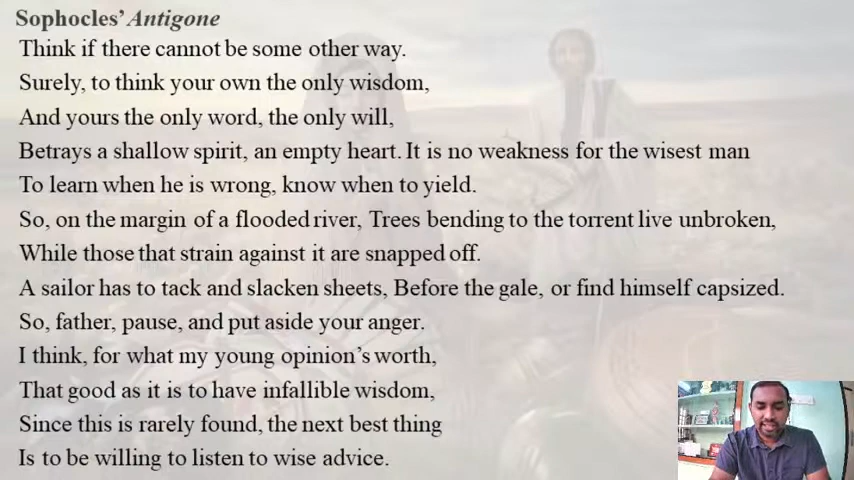 Sophocles’ Antigone
Think if there cannot be some other way.
Surely, to think your own the only wisdom,
And yours the only word, the only will,
Betrays a shallow spirit, an empty heart. It is no weakness for the wisest man
To learn when he is wrong, know when to yield.
So, on the margin of a flooded river, Trees bending to the torrent live unbroken,
While those that strain against it are snapped off.
A sailor has to tack and slacken sheets, Before the gale, or find himself capsized.
So, father, pause, and put aside your anger.
I think, for what my young opinion’s worth,
That good as it is to have infallible wisdom,
Since this is rarely found, the next best thing
Is to be willing to listen to wise advice.